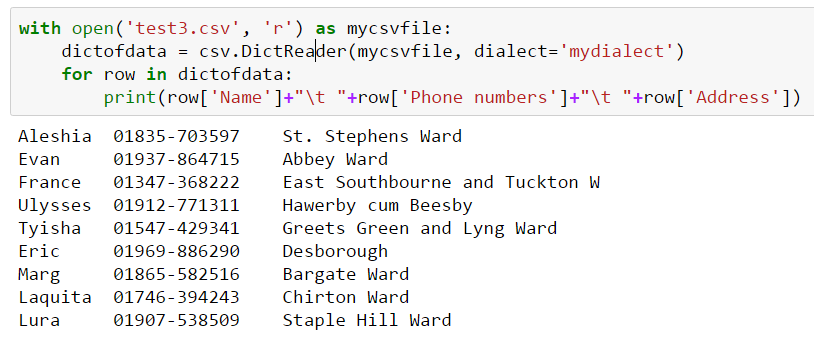 with open('test3.csv', 'r') as mycsvfile:
    dictofdata = csv.DictReader(mycsvfile, dialect='mydialect')
    for row in dictofdata:
        print(row['Name']+"\t "+row['Phone numbers']+"\t "+row['Address'])
Aleshia  01835-703597    St. Stephens Ward
Evan     01937-864715    Abbey Ward
France   01347-368222    East Southbourne and Tuckton W
Ulysses  01912-771311    Hawerby cum Beesby
Tyisha   01547-429341    Greets Green and Lyng Ward
Eric     01969-886290    Desborough
Marg     01865-582516    Bargate Ward
Laquita  01746-394243    Chirton Ward
Lura     01907-538509    Staple Hill Ward